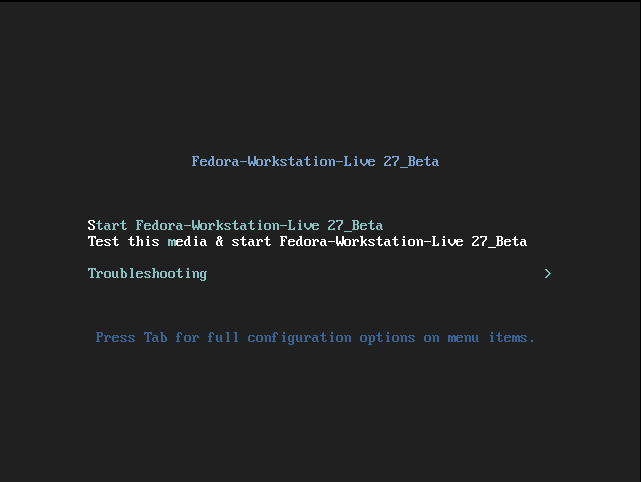 Fedora-Workstation-Live 27_Beta
Start Fedora-Workstation-Live 27_Beta
Test this media & start Fedora-Workstation-Live 27_Beta
Troubleshooting >
Press Tab for full configuration options on menu items.